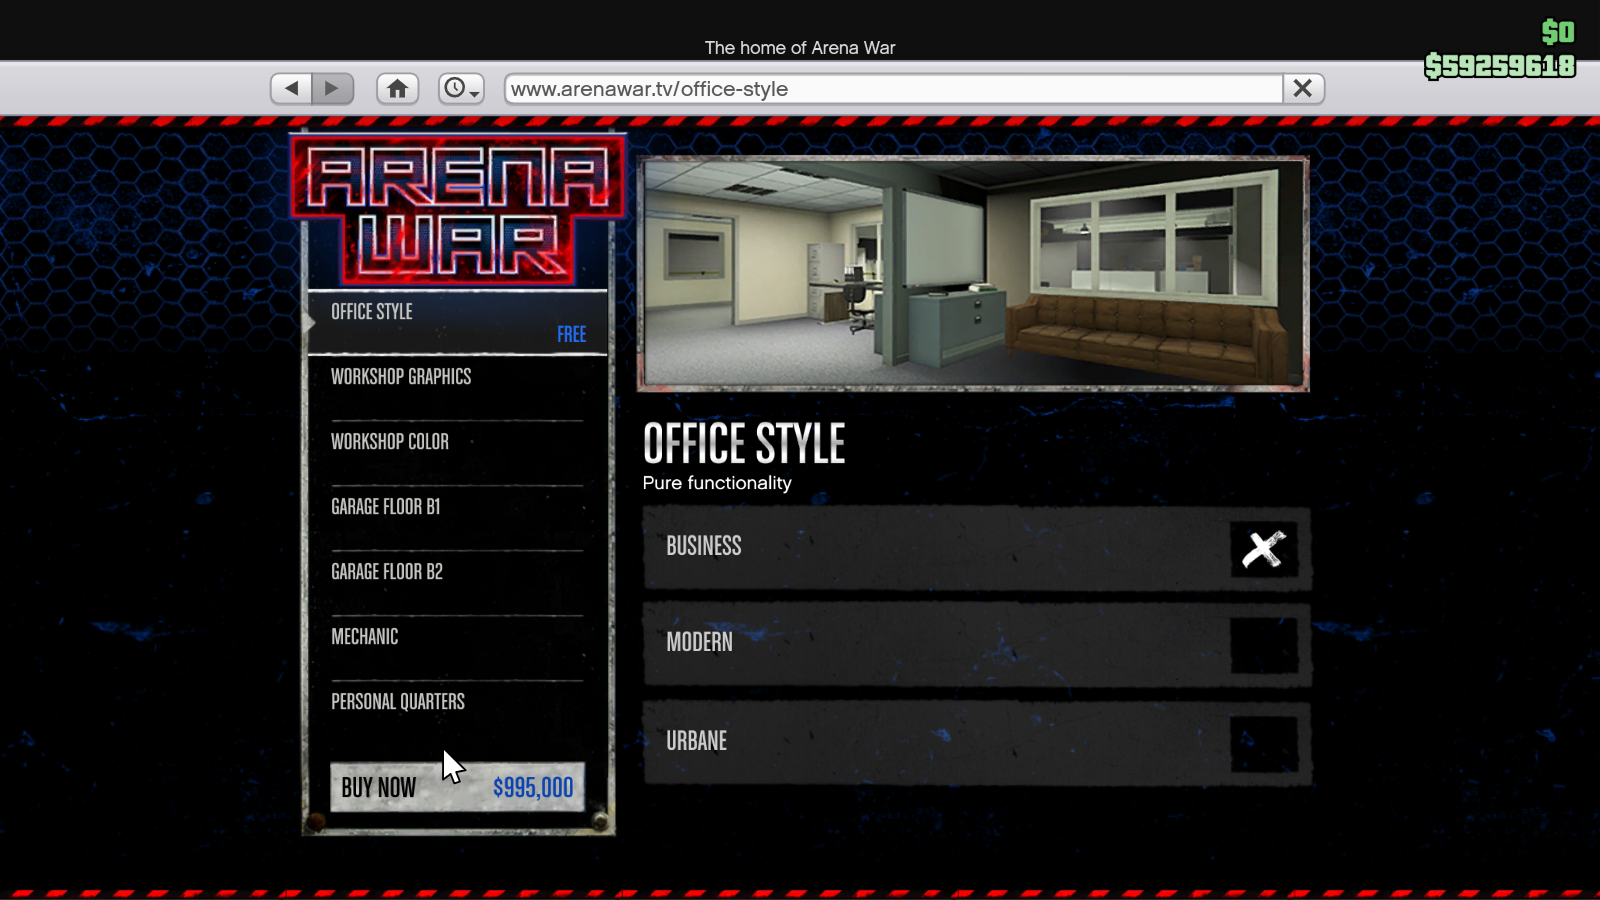 $0
The home of Arena War
$59259618
www.arenawar.tv/office-style
ARENA
WAR
OFFICE STYLE
FREE
WORKSHOP GRAPHICS
WORKSHOP COLOR
GARAGE FLOOR B1
GARAGE FLOOR B2
MECHANIC
PERSONAL QUARTERS
BUY NOW $995,000
OFFICE STYLE
Pure functionality
BUSINESS
MODERN
URBANE